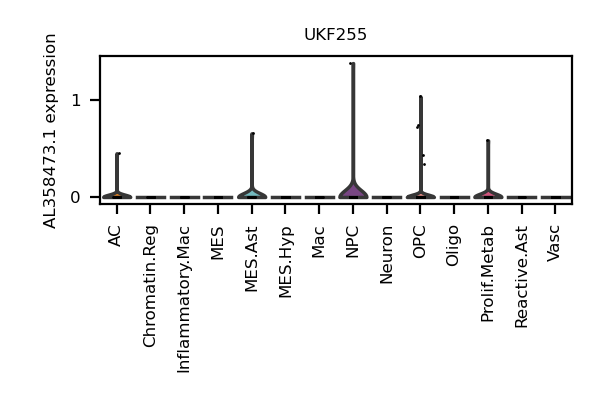 UKF255
AL358473.1 expression
1
0
AC
Chromatin.Reg
Inflammatory.Mac
MES
MES.Ast
MES.Hyp
Mac
NPC
Neuron
OPC
Oligo
Prolif.Metab
Reactive.Ast
Vasc